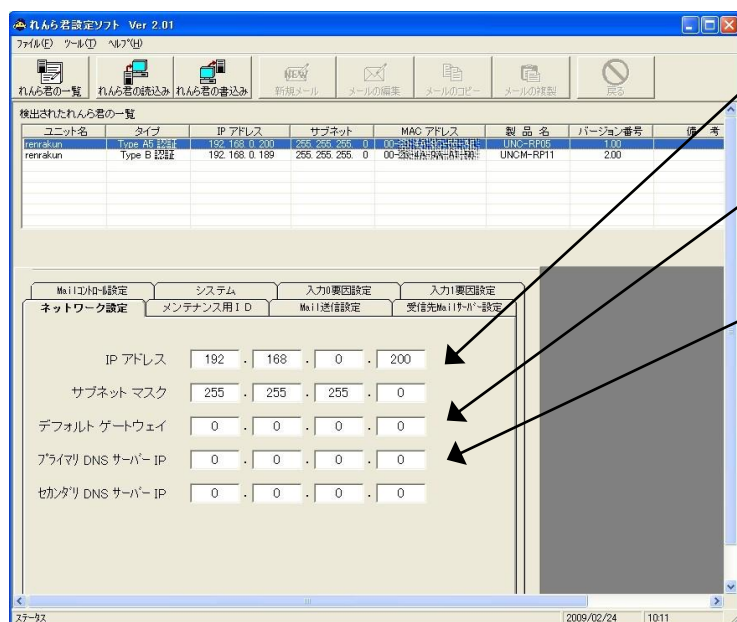 れんら君設定ソフト Ver 2.01
ファイル(F) ツール(T) ヘルプ(H)
れんら君の一覧 れんら君の読込み れんら君の書込み 新規メール メールの編集 メールのコピー メールの複製 戻る
NEW
検出されたれんら君の一覧
ユニット名 タイプ IP アドレス サブネット MAC アドレス 製 品 名 バージョン番号 備 考
renrakun Type A5 認証 192. 168. 0. 200 255. 255. 255. 0 00- UNC-RP05 1.00
renrakun Type B 認証 192. 168. 0. 189 255. 255. 255. 0 00- UNCM-RP11 2.00
Mailコントロール設定 システム 入力0要因設定 入力1要因設定
ネットワーク設定 メンテナンス用ID Mail送信設定 受信先Mailサーバー設定
IP アドレス 192 . 168 . 0 . 200
サブネット マスク 255 . 255 . 255 . 0
デフォルト ゲートウェイ 0 . 0 . 0 . 0
プライマリ DNS サーバー IP 0 . 0 . 0 . 0
セカンダリ DNS サーバー IP 0 . 0 . 0 . 0
ステータス 2009/02/24 10:11